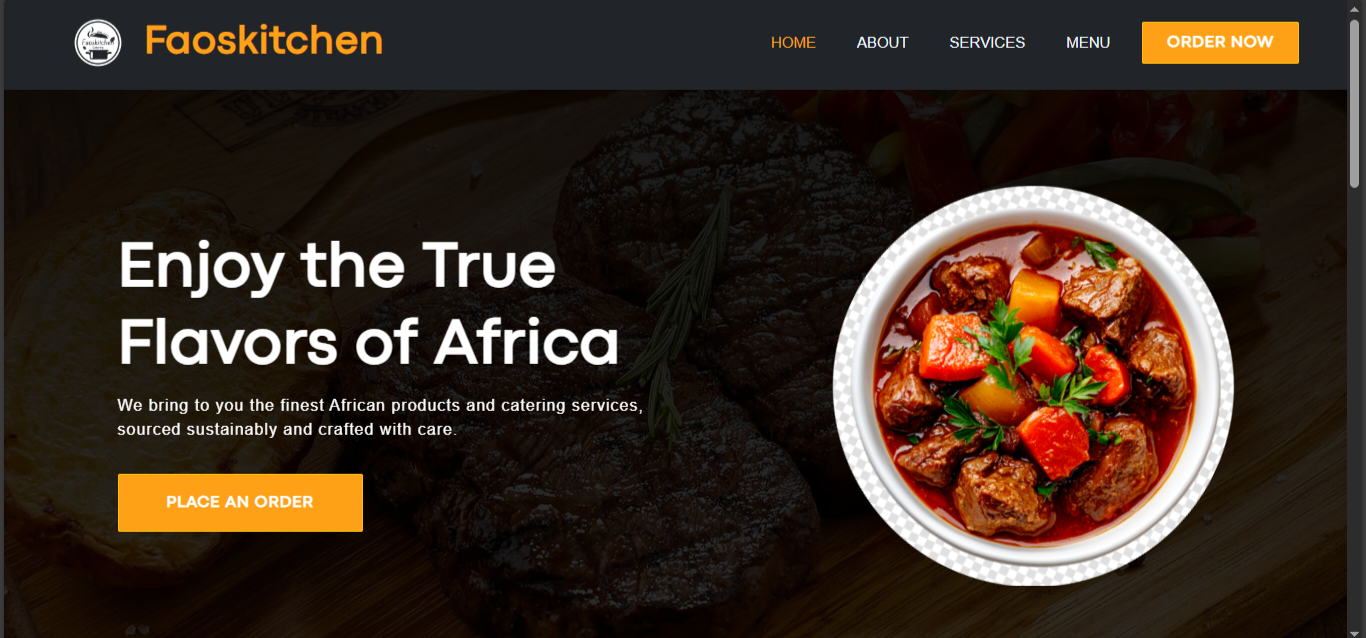 Faoskitchen
Faoskitchen
HOME
ABOUT
SERVICES
MENU
ORDER NOW
Enjoy the True
Flavors of Africa
We bring to you the finest African products and catering services,
sourced sustainably and crafted with care.
PLACE AN ORDER